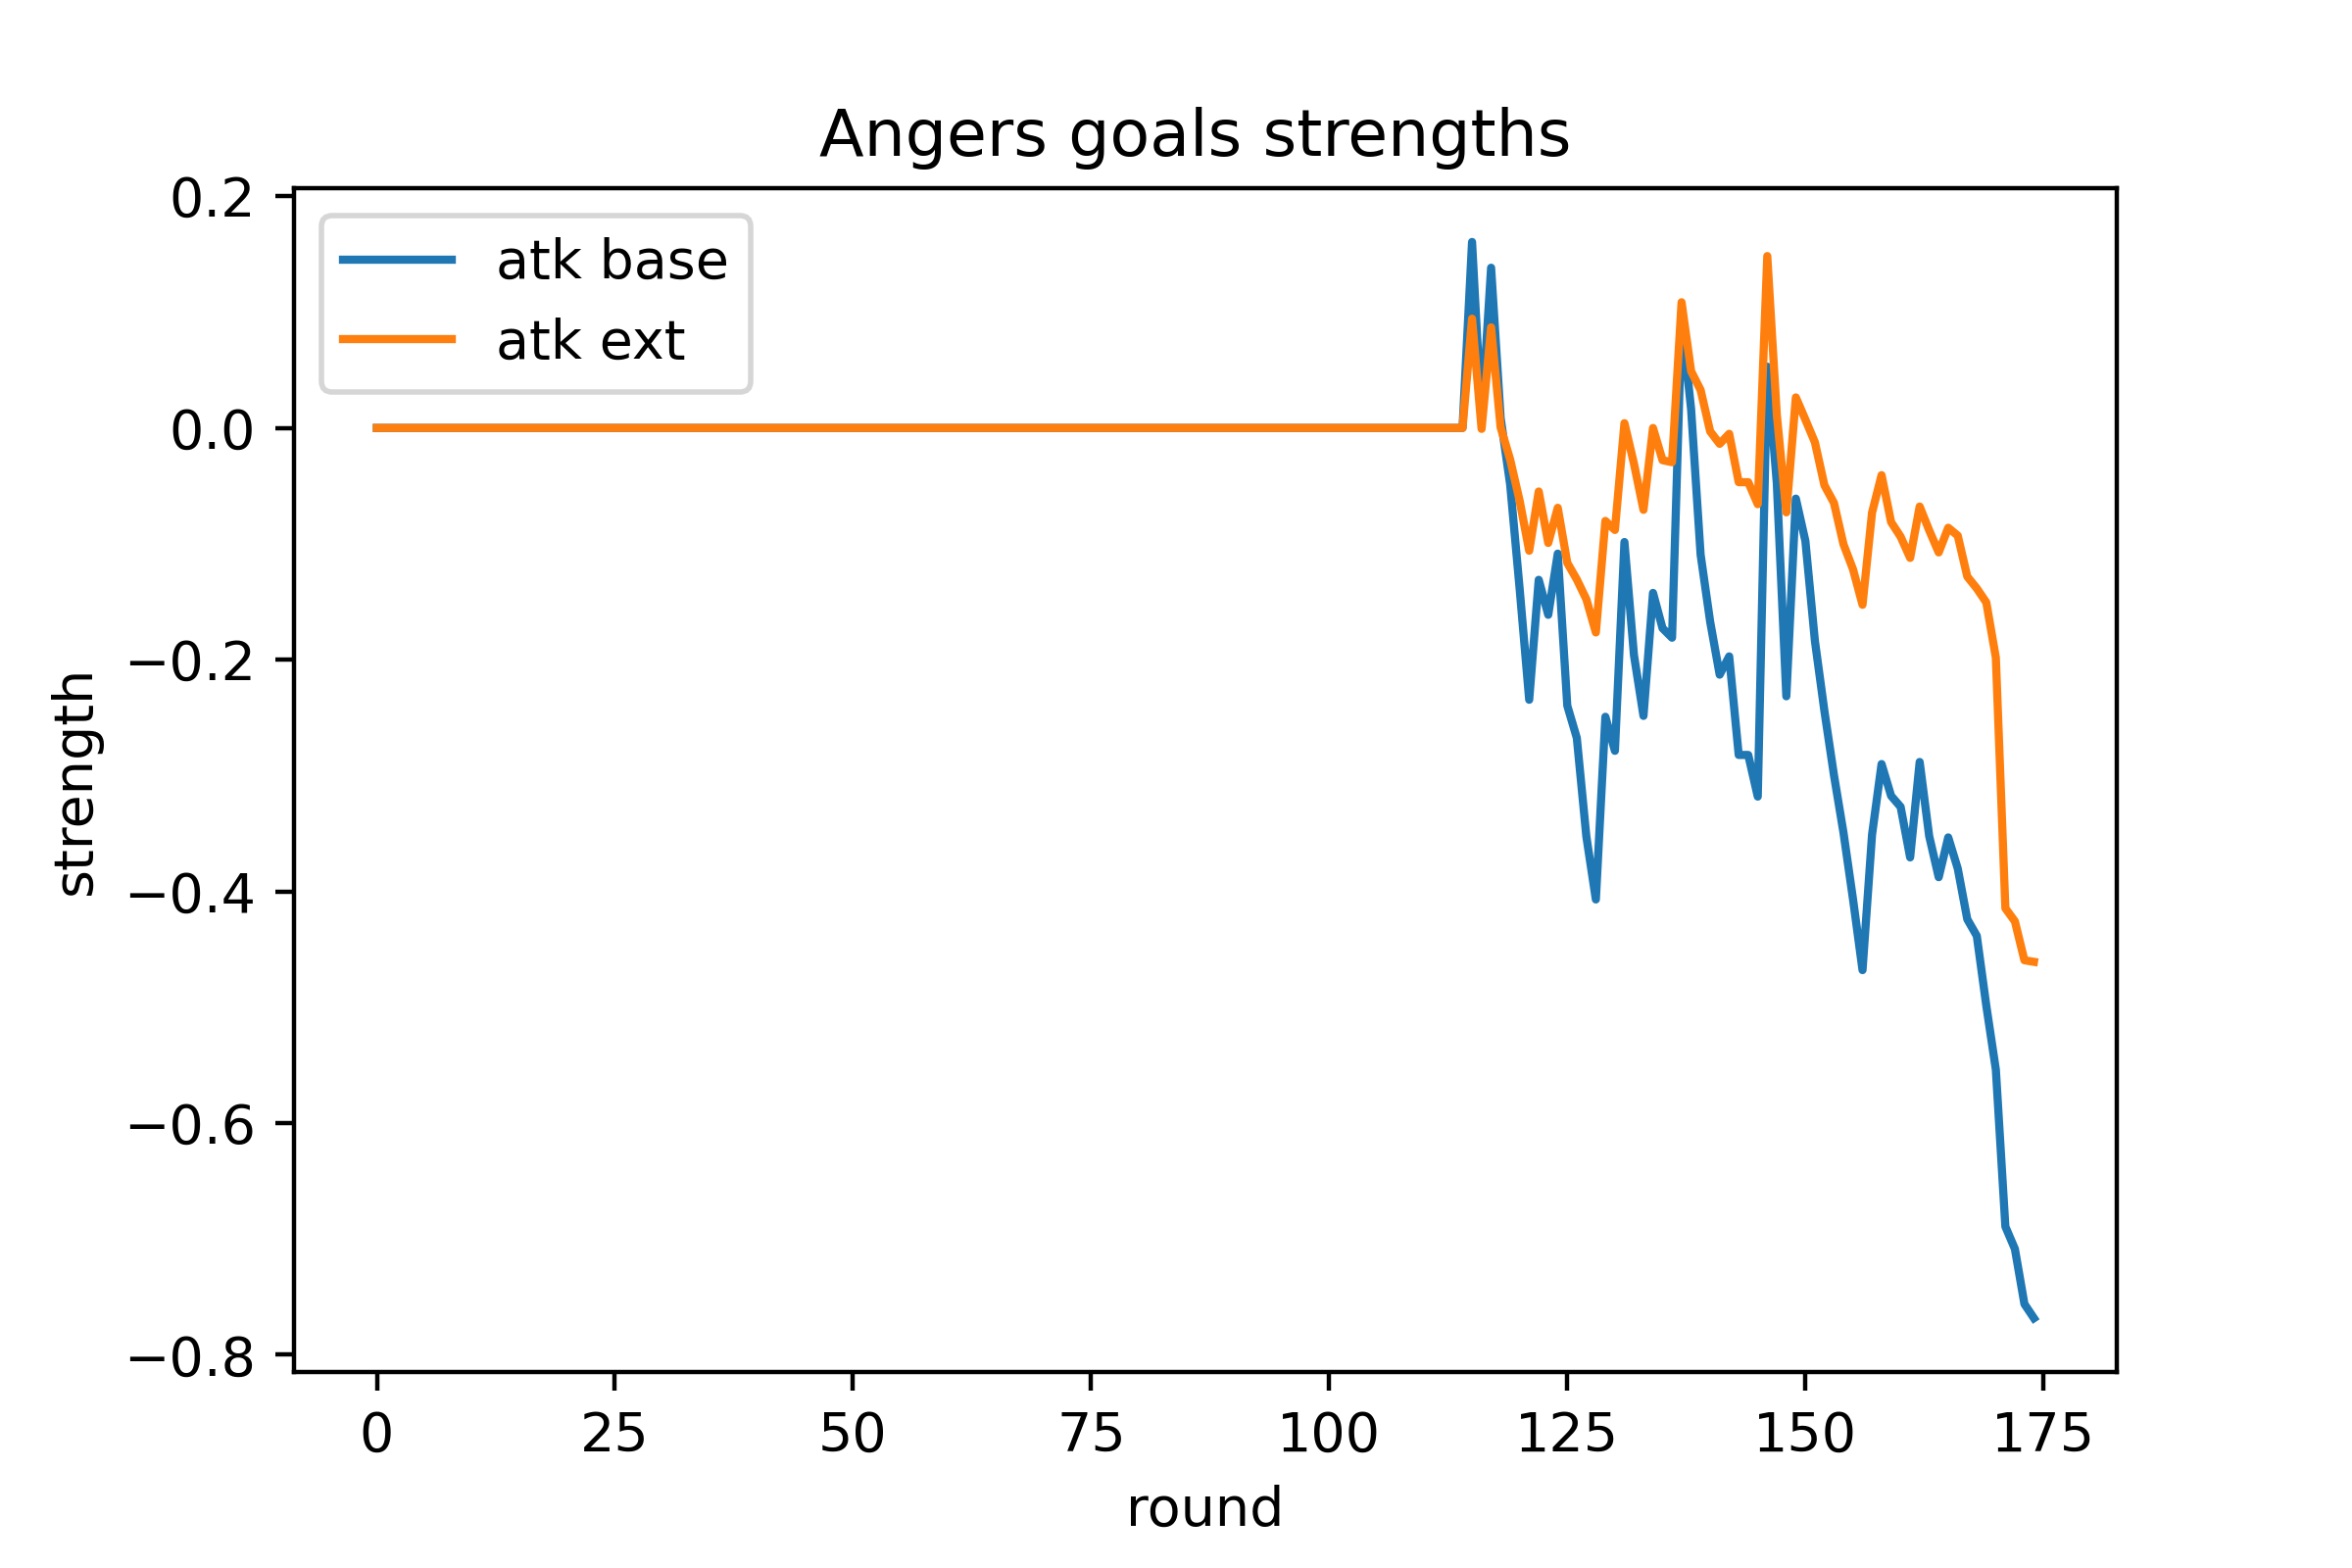 Angers goals strengths
atk base
atk ext
strength
0.2
0.0
−0.2
−0.4
−0.6
−0.8
0 25 50 75 100 125 150 175
round